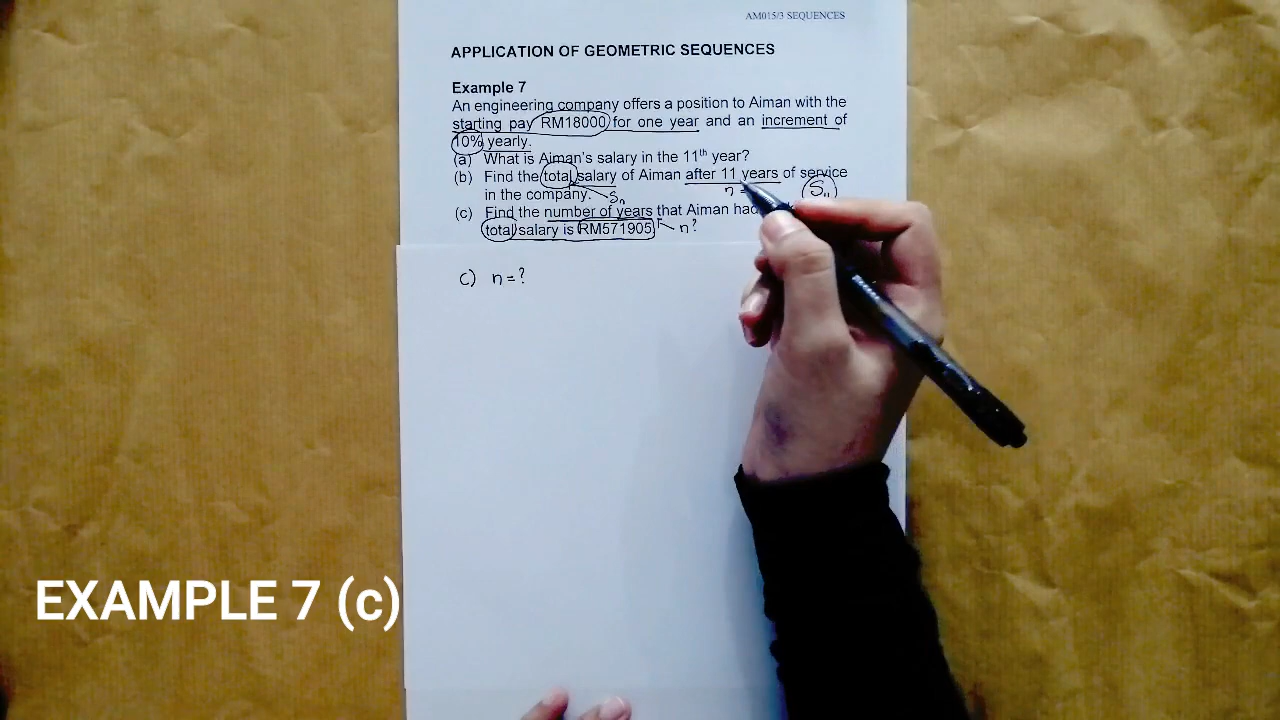 AM015/3 SEQUENCES
APPLICATION OF GEOMETRIC SEQUENCES
Example 7
An engineering company offers a position to Aiman with the
starting pay RM18000 for one year and an increment of
10% yearly.
(a) What is Aiman's salary in the 11th year?
(b) Find the total salary of Aiman after 11 years of service
in the company. Sn n = S11
(c) Find the number of years that Aiman had
total salary is RM571905 n?
c) n = ?
EXAMPLE 7 (c)